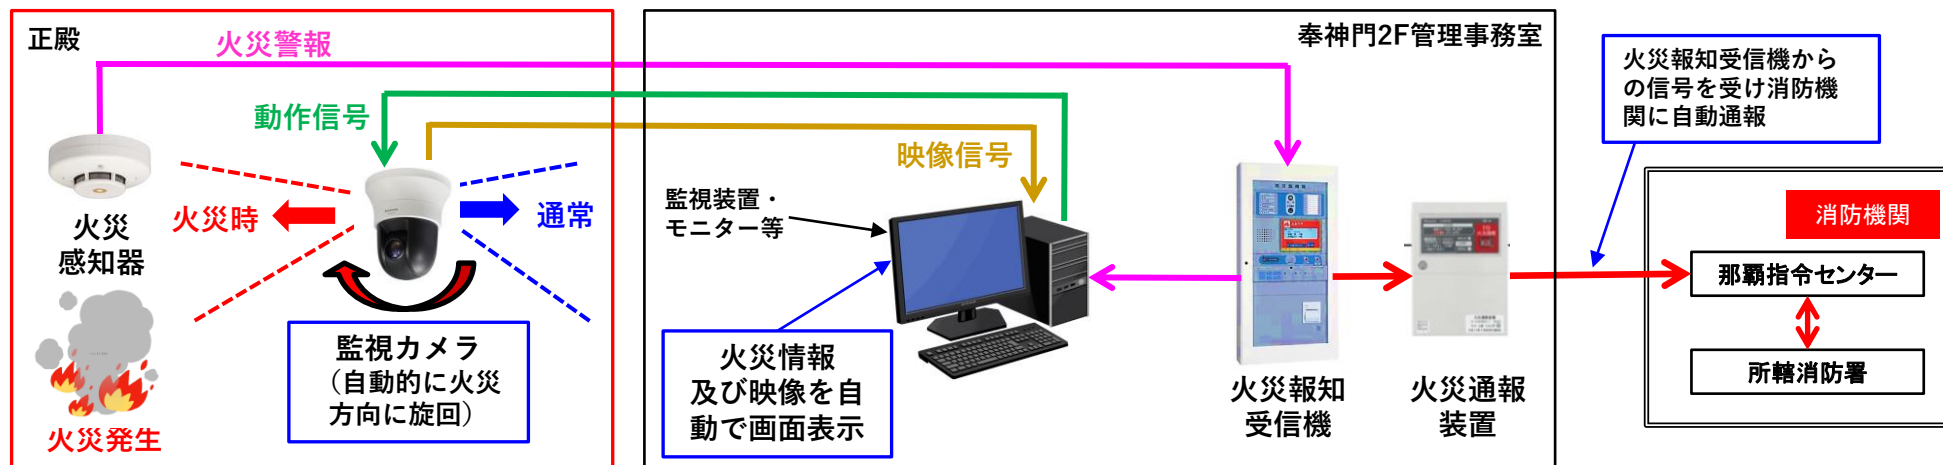 正殿
火災警報
動作信号
映像信号
火災
感知器
火災時
通常
火災発生
監視カメラ
（自動的に火災
方向に旋回）
奉神門2F管理事務室
監視装置・
モニター等
火災情報
及び映像を自
動で画面表示
火災報知
受信機
火災通報
装置
火災報知受信機から
の信号を受け消防機
関に自動通報
消防機関
那覇指令センター
所轄消防署